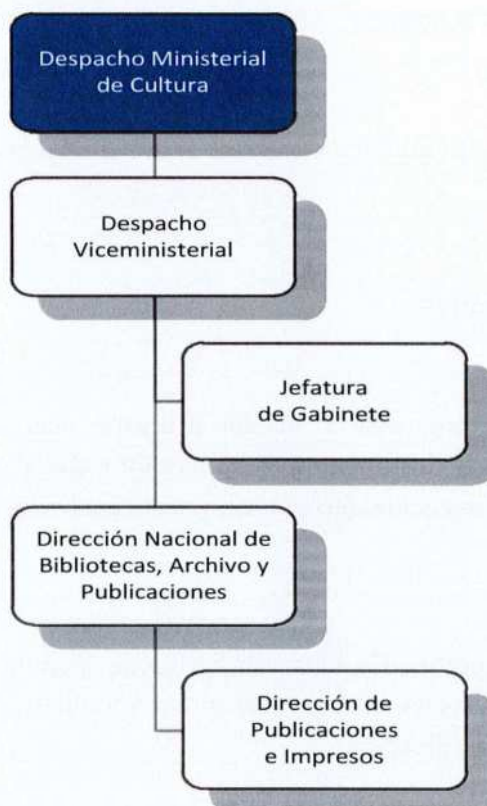 Despacho Ministerial
de Cultura
Despacho
Viceministerial
Jefatura
de Gabinete
Dirección Nacional de
Bibliotecas, Archivo y
Publicaciones
Dirección de
Publicaciones
e Impresos